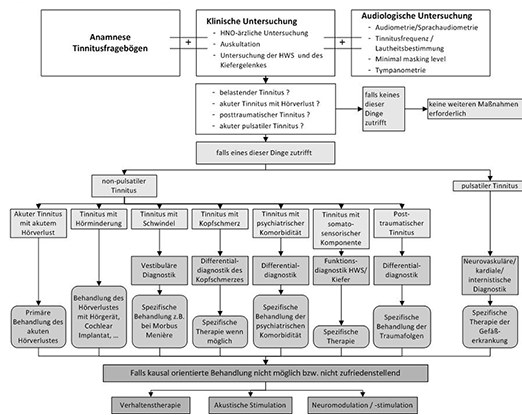 Anamnese
Tinnitusfragebögen
Klinische Untersuchung
- HNO-ärzliche Untersuchung
- Auskultation
- Untersuchung der HWS und des
Kiefergelenkes
Audiologische Untersuchung
- Audiometrie/Sprachaudiometrie
- Tinnitusfrequenz /
Lautheitsbestimmung
- Minimal masking level
- Tympanometrie
+
+
- belastender Tinnitus ?
- akuter Tinnitus mit Hörverlust ?
- posttraumatischer Tinnitus ?
- akuter pulsatiler Tinnitus ?
falls keines
dieser
Dinge
zutrifft
keine weiteren Maßnahmen
erforderlich
falls eines dieser Dinge zutrifft
non-pulsatiler
Tinnitus
pulsatiler Tinnitus
Akuter Tinnitus
mit akutem
Hörverlust
Tinnitus mit
Hörminderung
Tinnitus mit
Schwindel
Tinnitus mit
Kopfschmerz
Tinnitus mit
psychiatrischer
Komorbidität
Tinnitus mit
somato-
sensorischer
Komponente
Post-
traumatischer
Tinnitus
Vestibuläre
Diagnostik
Differential-
diagnostik des
Kopfschmerzes
Differential-
diagnostik
Funktions-
diagnostik HWS/
Kiefer
Differential-
diagnostik
Neurovaskuläre/
kardiale/
internistische
Diagnostik
Primäre
Behandlung des
akuten
Hörverlustes
Behandlung des
Hörverlustes
mit Hörgerät,
Cochlear
Implantat, ...
Spezifische
Behandlung z.B.
bei Morbus
Menière
Spezifische
Therapie wenn
möglich
Spezifische
Behandlung der
psychiatrischen
Komorbidität
Spezifische
Therapie
Spezifische
Behandlung der
Traumafolgen
Spezifische
Therapie der
Gefäß-
erkrankung
Falls kausal orientierte Behandlung nicht möglich bzw. nicht zufriedenstellend
Verhaltenstherapie
Akustische Stimulation
Neuromodulation / -stimulation